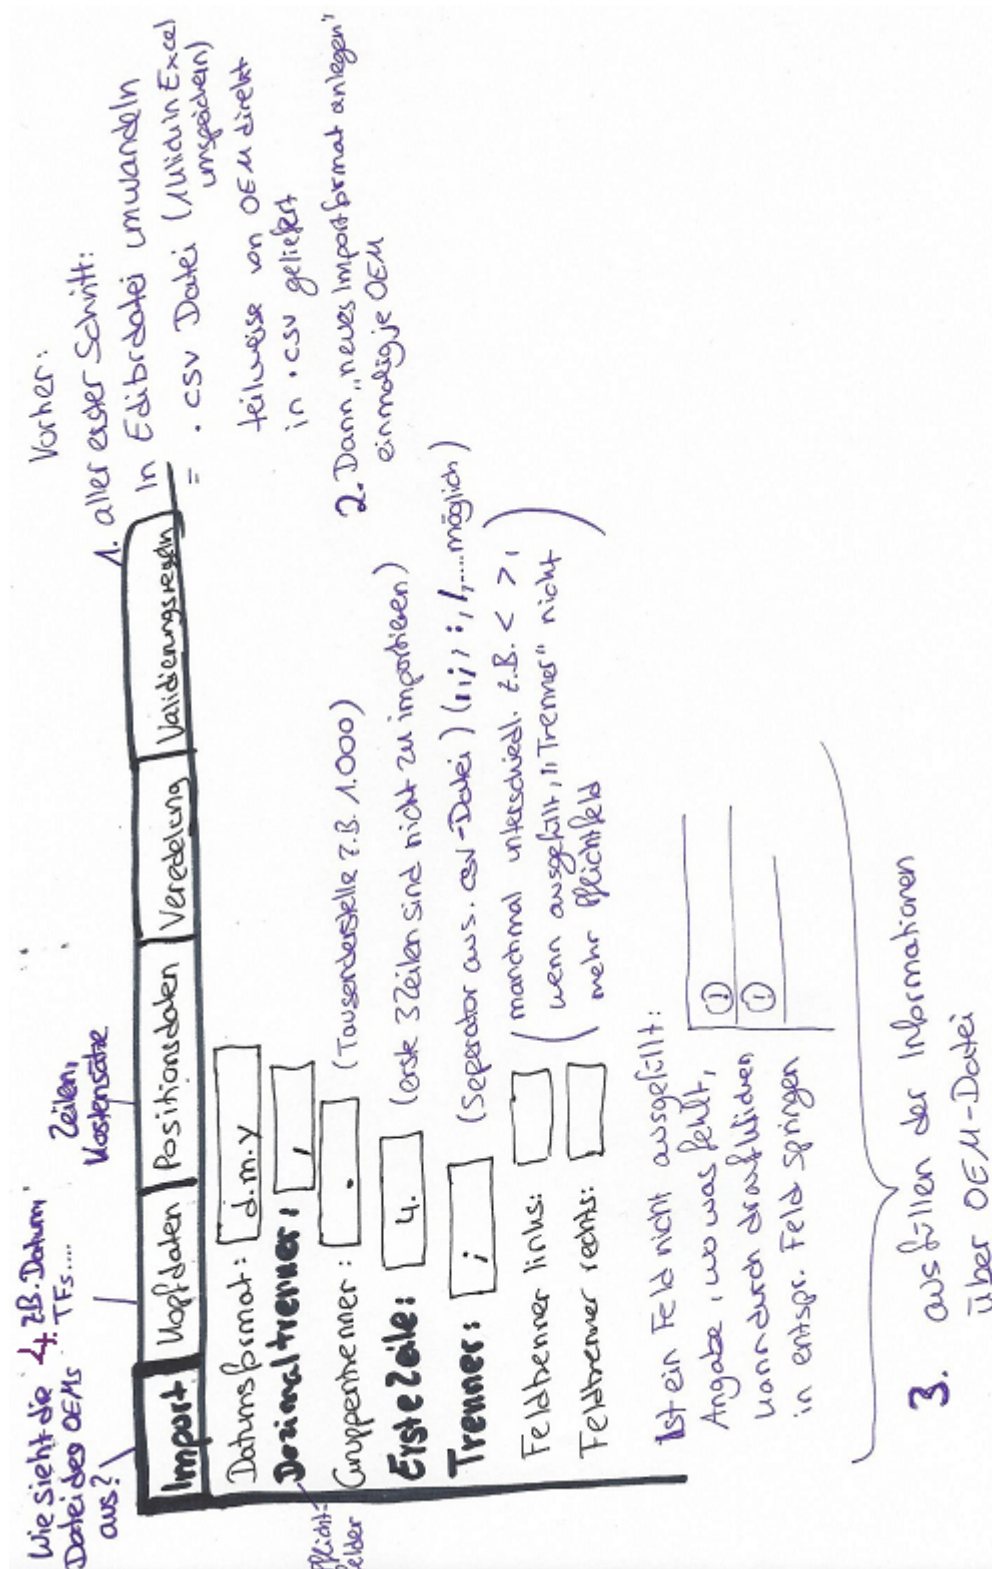 Wie sieht die
Datei des OEMs
aus?
4. z.B. Datum,
TFs....
Zeilen,
Kostensätze
Vorher:
1. aller erster Schritt:
In Edibrdatei umwandeln
= .csv Datei (1 Klick in Excel
umspeichern)
teilweise von OEM direkt
in .csv geliefert
2. Dann „neues Importformat anlegen"
einmalig je OEM
Import | Kopfdaten | Positionsdaten | Veredelung | Validierungsregeln
Datumsformat: d.m.y
Pflicht-
felder
Dezimaltrenner: ,
Gruppentrenner: . (Tausenderstelle z.B. 1.000)
Erste Zeile: 4. (erste 3 Zeilen sind nicht zu importieren)
Trenner: ; (Seperator aus .csv-Datei) (,;:/,....möglich)
Feldtrenner links: (manchmal unterschiedl. z.B. < >,
Feldtrenner rechts: wenn ausgefüllt, „Trenner" nicht
mehr Pflichtfeld)
Ist ein Feld nicht ausgefüllt:
Angabe, wo was fehlt,
kann durch draufklicken
in entspr. Feld springen
!
!
3. ausfüllen der Informationen
über OEM-Datei